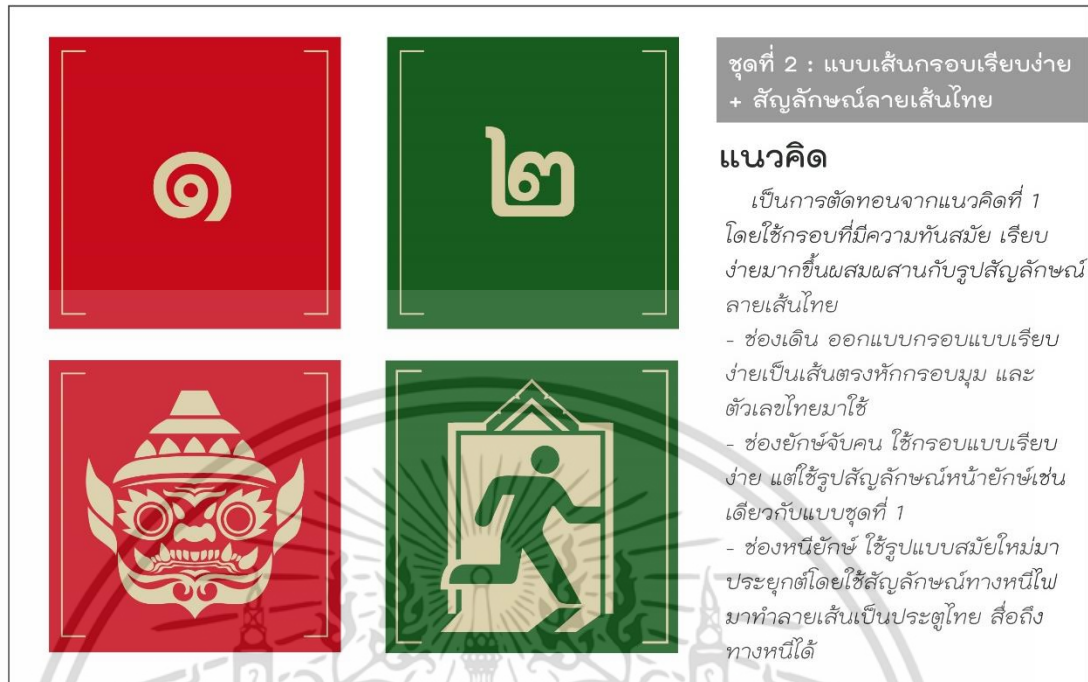 ๑
๒
ชุดที่ 2 : แบบเส้นกรอบเรียบง่าย
+ สัญลักษณ์ลายเส้นไทย
แนวคิด
เป็นการตัดทอนจากแนวคิดที่ 1
โดยใช้กรอบที่มีความทันสมัย เรียบ
ง่ายมากขึ้นผสมผสานกับรูปสัญลักษณ์
ลายเส้นไทย
- ช่องเดิน ออกแบบกรอบแบบเรียบ
ง่ายเป็นเส้นตรงหักกรอบมุม และ
ตัวเลขไทยมาใช้
- ช่องยักษ์จับคน ใช้กรอบแบบเรียบ
ง่าย แต่ใช้รูปสัญลักษณ์หน้ายักษ์เช่น
เดียวกับแบบชุดที่ 1
- ช่องหนียักษ์ ใช้รูปแบบสมัยใหม่มา
ประยุกต์โดยใช้สัญลักษณ์ทางหนีไฟ
มาทำลายเส้นเป็นประตูไทย สื่อถึง
ทางหนีได้